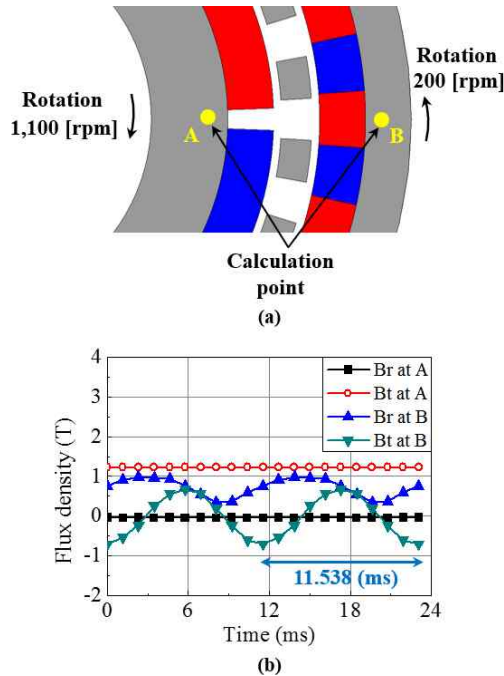 Rotation
1,100 [rpm]
Rotation
200 [rpm]
A
B
Calculation
point
(a)
4
3
2
1
0
-1
-2
Flux density (T)
Br at A
Bt at A
Br at B
Bt at B
11.538 (ms)
0
6
12
18
24
Time (ms)
(b)